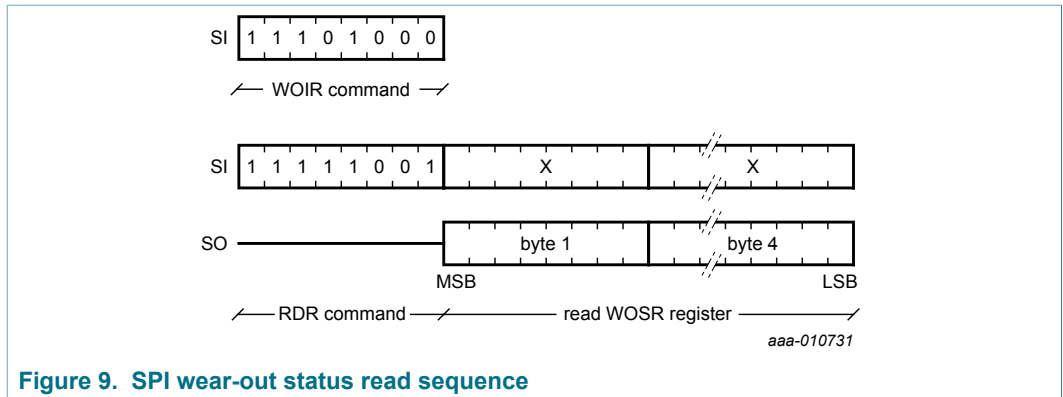 SI 1 1 1 0 1 0 0 0
WOIR command
SI 1 1 1 1 1 0 0 1 X X
SO byte 1 byte 4
MSB LSB
RDR command read WOSR register
aaa-010731
Figure 9. SPI wear-out status read sequence